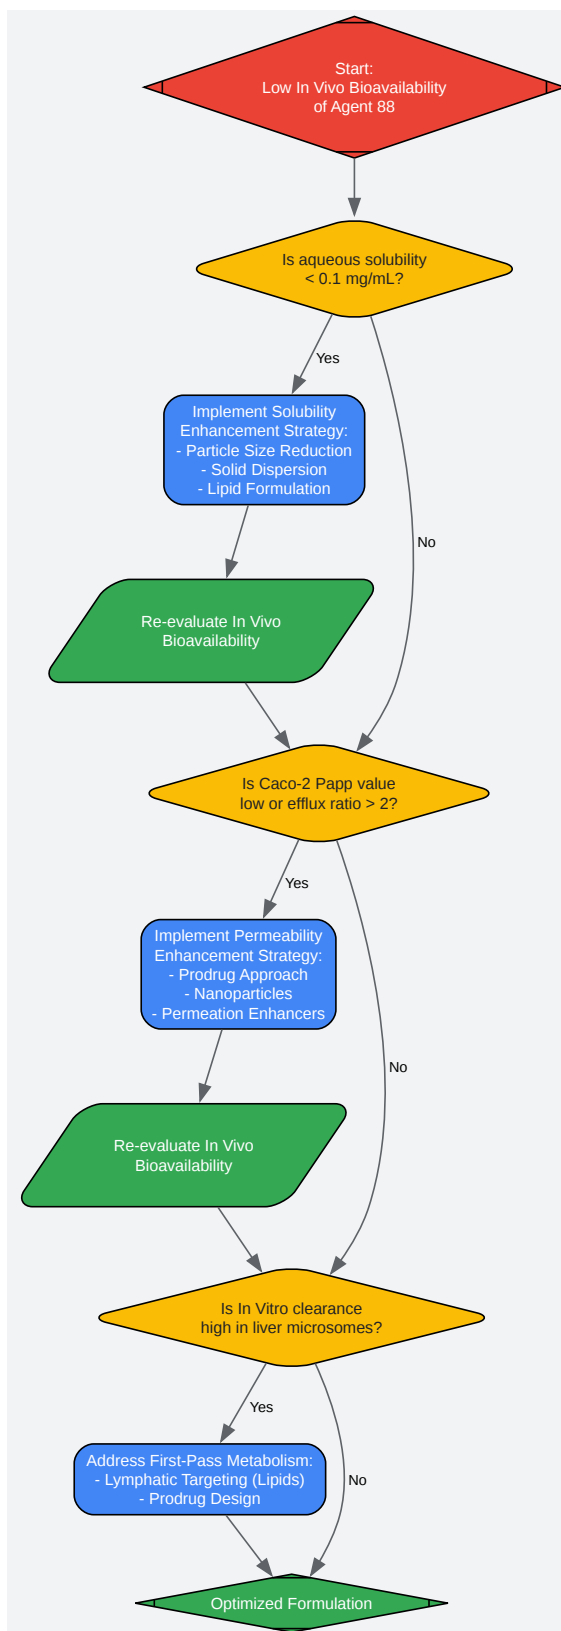 Start:
Low In Vivo Bioavailability
of Agent 88
Is aqueous solubility
< 0.1 mg/mL?
Yes
Implement Solubility
Enhancement Strategy:
- Particle Size Reduction
- Solid Dispersion
- Lipid Formulation
No
Re-evaluate In Vivo
Bioavailability
Is Caco-2 Papp value
low or efflux ratio > 2?
Yes
Implement Permeability
Enhancement Strategy:
- Prodrug Approach
- Nanoparticles
- Permeation Enhancers
No
Re-evaluate In Vivo
Bioavailability
Is In Vitro clearance
high in liver microsomes?
Yes
Address First-Pass Metabolism:
- Lymphatic Targeting (Lipids)
- Prodrug Design
No
Optimized Formulation